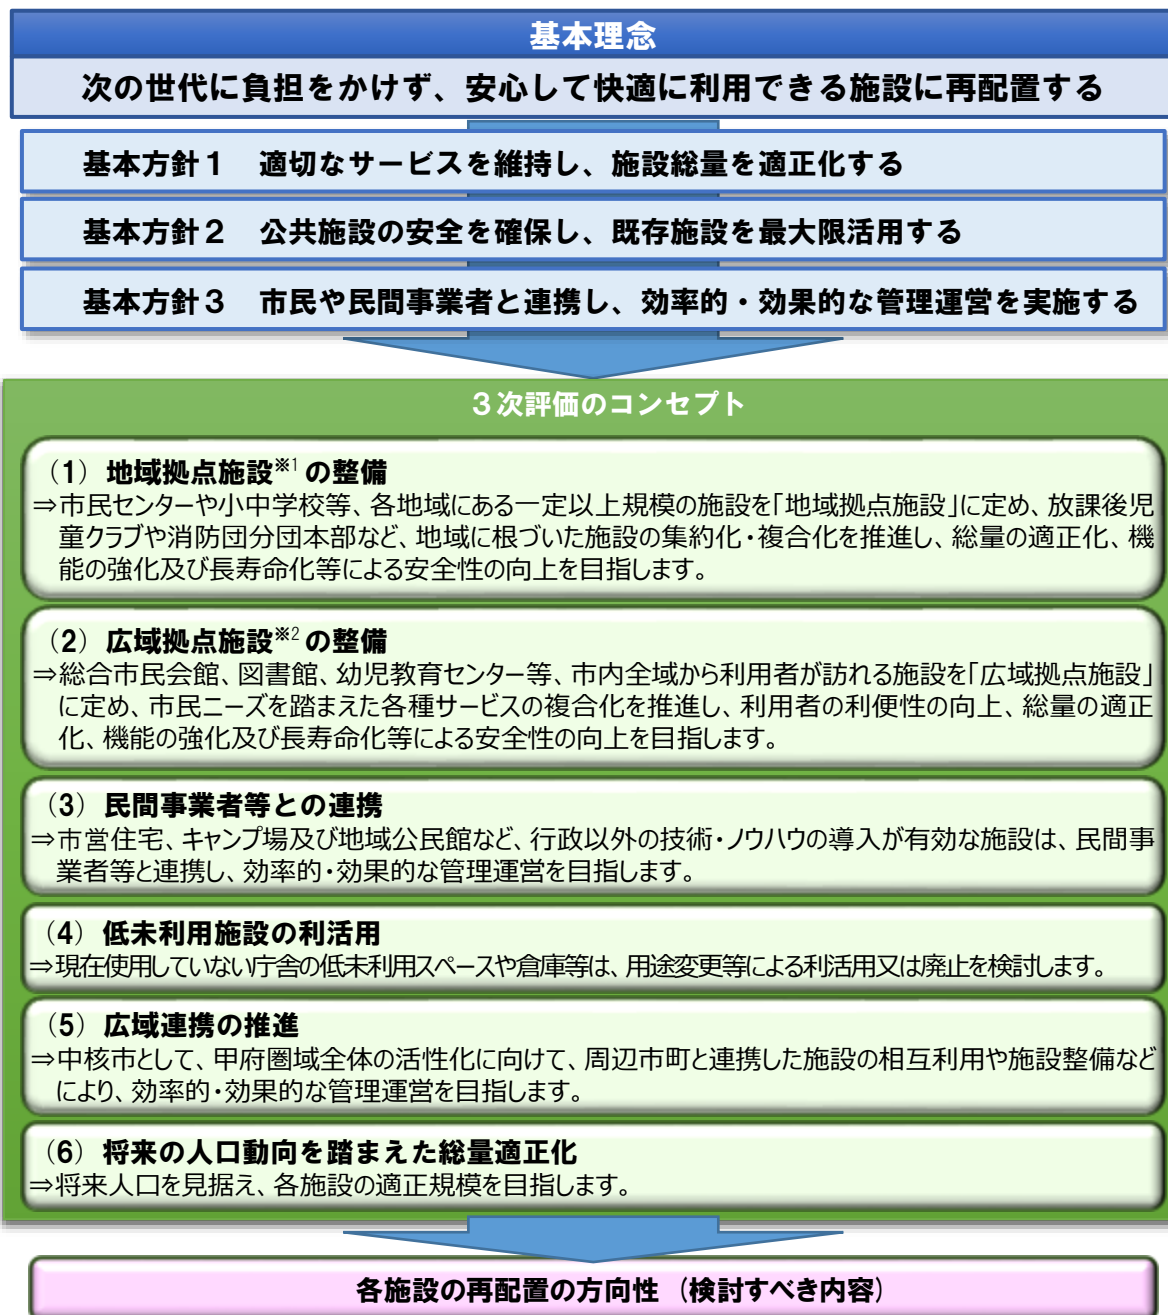 基本理念
次の世代に負担をかけず、安心して快適に利用できる施設に再配置する
基本方針１　適切なサービスを維持し、施設総量を適正化する
基本方針２　公共施設の安全を確保し、既存施設を最大限活用する
基本方針３　市民や民間事業者と連携し、効率的・効果的な管理運営を実施する
３次評価のコンセプト
（1）地域拠点施設※1の整備
⇒市民センターや小中学校等、各地域にある一定以上規模の施設を｢地域拠点施設｣に定め、放課後児
童クラブや消防団分団本部など、地域に根づいた施設の集約化・複合化を推進し、総量の適正化、機
能の強化及び長寿命化等による安全性の向上を目指します。
（2）広域拠点施設※2の整備
⇒総合市民会館、図書館、幼児教育センター等、市内全域から利用者が訪れる施設を｢広域拠点施設｣
に定め、市民ニーズを踏まえた各種サービスの複合化を推進し、利用者の利便性の向上、総量の適正
化、機能の強化及び長寿命化等による安全性の向上を目指します。
（3）民間事業者等との連携
⇒市営住宅、キャンプ場及び地域公民館など、行政以外の技術・ノウハウの導入が有効な施設は、民間事
業者等と連携し、効率的・効果的な管理運営を目指します。
（4）低未利用施設の利活用
⇒現在使用していない庁舎の低未利用スペースや倉庫等は、用途変更等による利活用又は廃止を検討します。
（5）広域連携の推進
⇒中核市として、甲府圏域全体の活性化に向けて、周辺市町と連携した施設の相互利用や施設整備など
により、効率的・効果的な管理運営を目指します。
（6）将来の人口動向を踏まえた総量適正化
⇒将来人口を見据え、各施設の適正規模を目指します。
各施設の再配置の方向性（検討すべき内容）